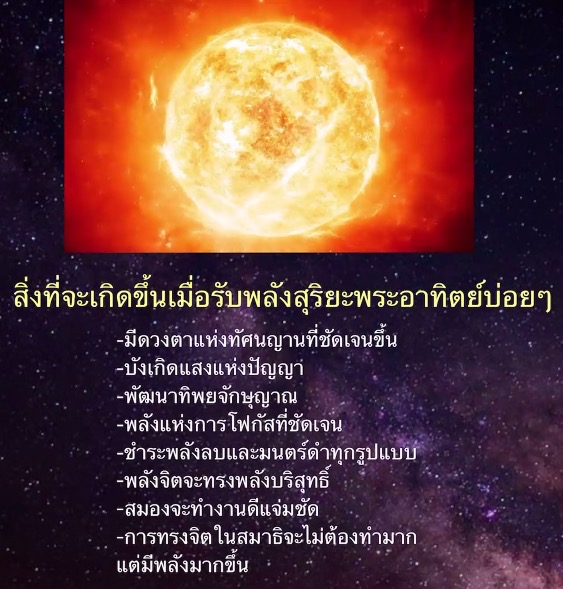 สิ่งที่จะเกิดขึ้นเมื่อรับพลังสุริยะพระอาทิตย์บ่อยๆ
-มีดวงตาแห่งทัศนญานที่ชัดเจนขึ้น
-บังเกิดแสงแห่งปัญญา
-พัฒนาทิพยจักษุญาณ
-พลังแห่งการโฟกัสที่ชัดเจน
-ชำระพลังลบและมนตร์ดำทุกรูปแบบ
-พลังจิตจะทรงพลังบริสุทธิ์
-สมองจะทำงานดีแจ่มชัด
-การทรงจิตในสมาธิจะไม่ต้องทำมาก
แต่มีพลังมากขึ้น